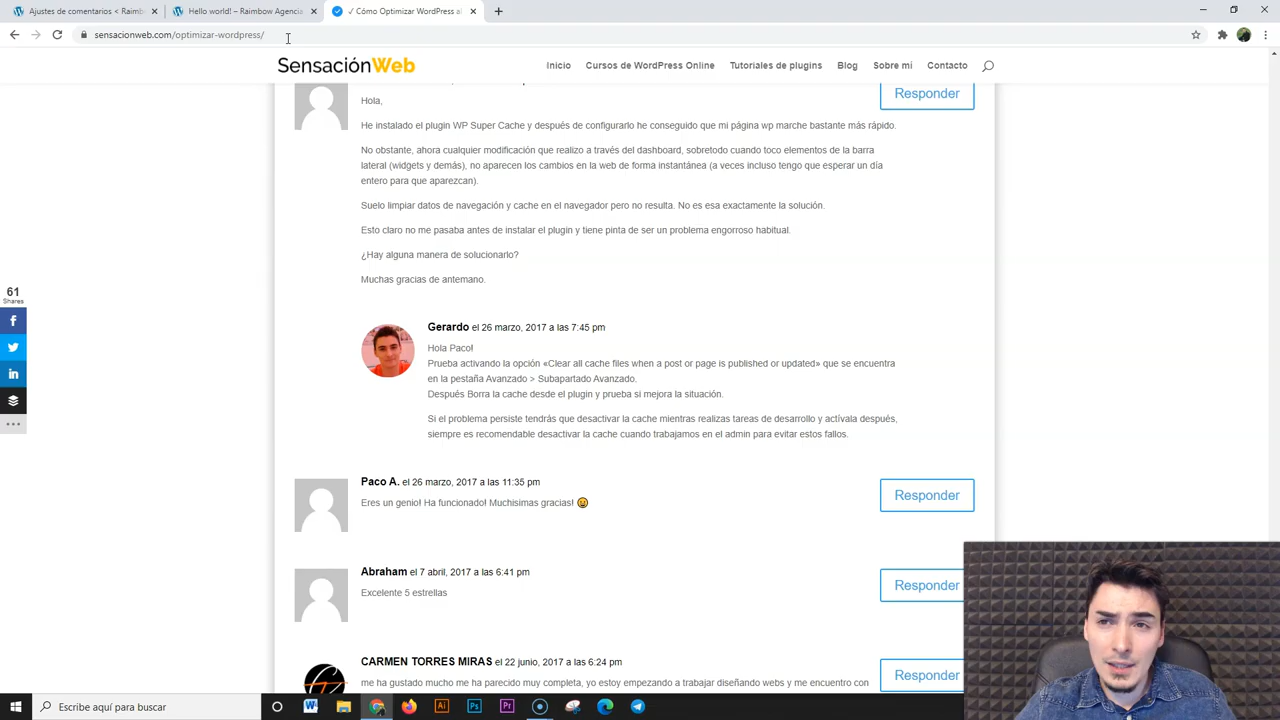 Ajustes de comentarios < Raimb
Hello world! – Raimbow Agencia
✓ Cómo Optimizar WordPress al
sensacionweb.com/optimizar-wordpress/
SensaciónWeb
Inicio
Cursos de WordPress Online
Tutoriales de plugins
Blog
Sobre mi
Contacto
Responder
Hola,
He instalado el plugin WP Super Cache y después de configurarlo he conseguido que mi página wp marche bastante más rápido.
No obstante, ahora cualquier modificación que realizo a través del dashboard, sobretodo cuando toco elementos de la barra
lateral (widgets y demás), no aparecen los cambios en la web de forma instantánea (a veces incluso tengo que esperar un día
entero para que aparezcan).
Suelo limpiar datos de navegación y cache en el navegador pero no resulta. No es esa exactamente la solución.
Esto claro no me pasaba antes de instalar el plugin y tiene pinta de ser un problema engorroso habitual.
¿Hay alguna manera de solucionarlo?
Muchas gracias de antemano.
61
Shares
Gerardo el 26 marzo, 2017 a las 7:45 pm
Hola Paco!
Prueba activando la opción «Clear all cache files when a post or page is published or updated» que se encuentra
en la pestaña Avanzado > Subapartado Avanzado.
Después Borra la cache desde el plugin y prueba si mejora la situación.
Si el problema persiste tendrás que desactivar la cache mientras realizas tareas de desarrollo y actívala después,
siempre es recomendable desactivar la cache cuando trabajamos en el admin para evitar estos fallos.
Paco A. el 26 marzo, 2017 a las 11:35 pm
Responder
Eres un genio! Ha funcionado! Muchisimas gracias!
Abraham el 7 abril, 2017 a las 6:41 pm
Responder
Excelente 5 estrellas
CARMEN TORRES MIRAS el 22 junio, 2017 a las 6:24 pm
Responder
me ha gustado mucho me ha parecido muy completa, yo estoy empezando a trabajar diseñando webs y me encuentro con
Escribe aquí para buscar